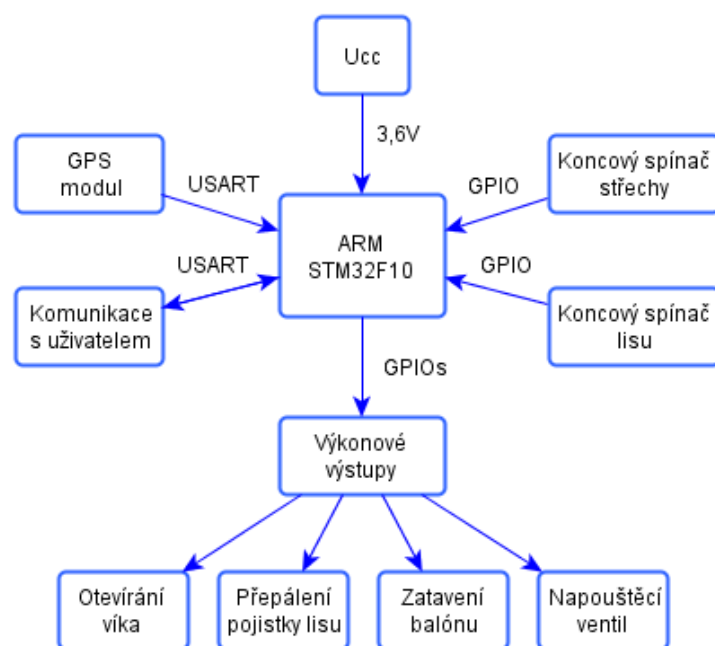 Ucc
3,6V
GPS
modul
USART
GPIO
Koncový spínač
střechy
ARM
STM32F10
USART
GPIO
Komunikace
s uživatelem
Koncový spínač
lisu
GPIOs
Výkonové
výstupy
Otevírání
víka
Přepálení
pojistky lisu
Zatavení
balónu
Napouštěcí
ventil